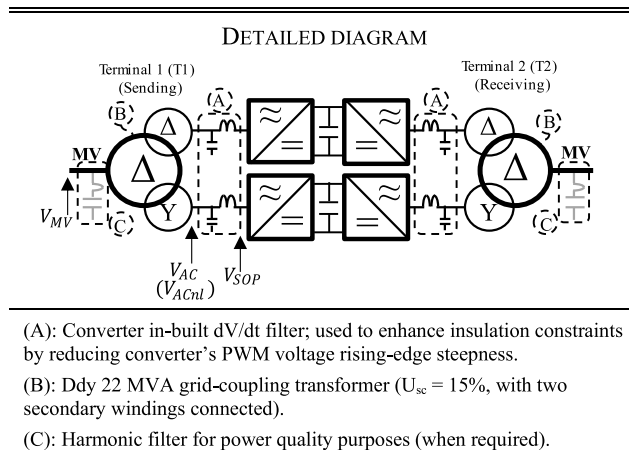 DETAILED DIAGRAM
Terminal 1 (T1)
(Sending)
Terminal 2 (T2)
(Receiving)
A
A
B
B
Δ
Δ
MV
Δ
Δ
MV
Y
Y
C
C
V_MV
V_AC
(V_ACnl)
V_SOP
(A): Converter in-built dV/dt filter; used to enhance insulation constraints
by reducing converter's PWM voltage rising-edge steepness.
(B): Ddy 22 MVA grid-coupling transformer (U_sc = 15%, with two
secondary windings connected).
(C): Harmonic filter for power quality purposes (when required).